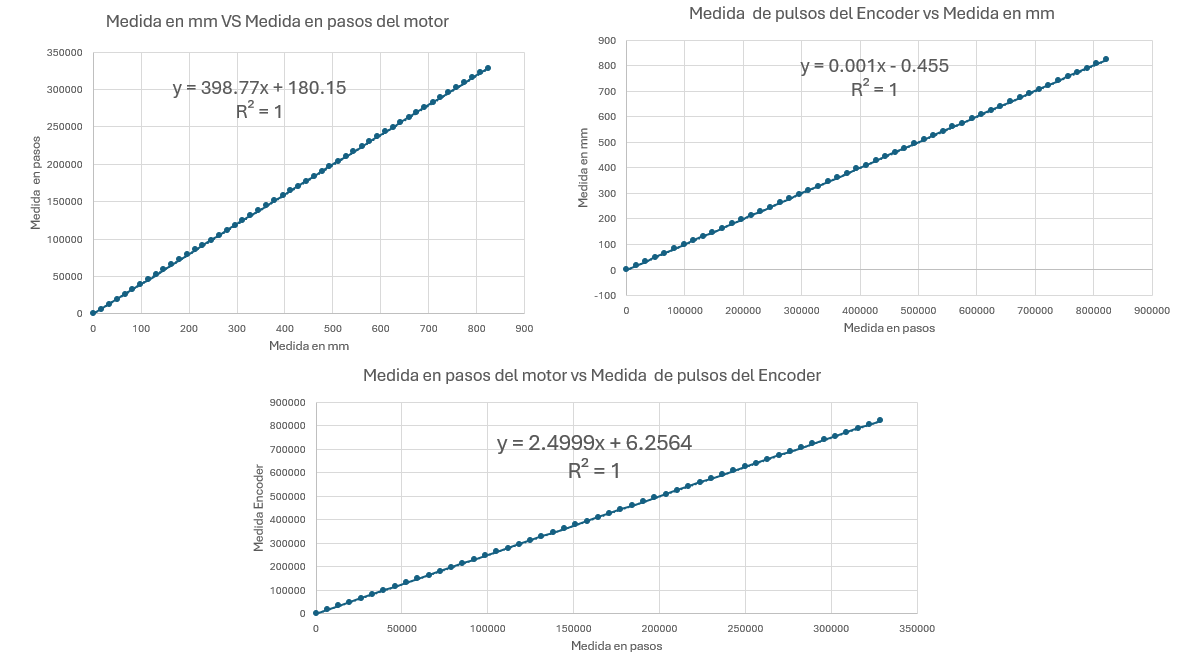 Medida en mm VS Medida en pasos del motor
350000
300000
250000
200000
150000
100000
50000
0
y = 398.77x + 180.15
R² = 1
Medida en pasos
0 100 200 300 400 500 600 700 800 900
Medida en mm
Medida de pulsos del Encoder vs Medida en mm
900
800
700
600
500
400
300
200
100
0
-100
y = 0.001x - 0.455
R² = 1
Medida en mm
0 100000 200000 300000 400000 500000 600000 700000 800000 900000
Medida en pasos
Medida en pasos del motor vs Medida de pulsos del Encoder
900000
800000
700000
600000
500000
400000
300000
200000
100000
0
y = 2.4999x + 6.2564
R² = 1
Medida Encoder
0 50000 100000 150000 200000 250000 300000 350000
Medida en pasos